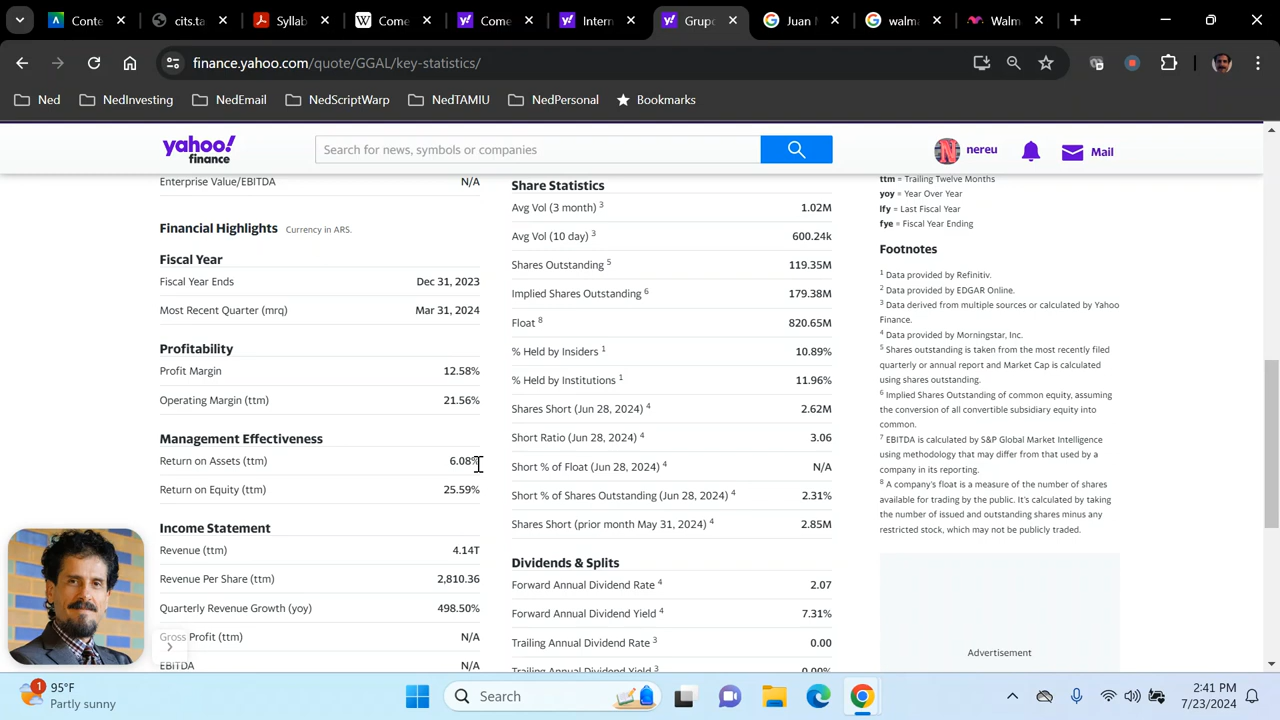 Conte
cits.ta
Syllab
Come
Come
Intern
Grupo
Juan M
walma
Walm
finance.yahoo.com/quote/GGAL/key-statistics/
Ned
NedInvesting
NedEmail
NedScriptWarp
NedTAMIU
NedPersonal
Bookmarks
yahoo!
finance
Search for news, symbols or companies
nereu
Mail
Enterprise Value/EBITDA N/A
Financial Highlights Currency in ARS.
Fiscal Year
Fiscal Year Ends Dec 31, 2023
Most Recent Quarter (mrq) Mar 31, 2024
Profitability
Profit Margin 12.58%
Operating Margin (ttm) 21.56%
Management Effectiveness
Return on Assets (ttm) 6.08%
Return on Equity (ttm) 25.59%
Income Statement
Revenue (ttm) 4.14T
Revenue Per Share (ttm) 2,810.36
Quarterly Revenue Growth (yoy) 498.50%
Gross Profit (ttm) N/A
EBITDA N/A
Share Statistics
Avg Vol (3 month) 3 1.02M
Avg Vol (10 day) 3 600.24k
Shares Outstanding 5 119.35M
Implied Shares Outstanding 6 179.38M
Float 8 820.65M
% Held by Insiders 1 10.89%
% Held by Institutions 1 11.96%
Shares Short (Jun 28, 2024) 4 2.62M
Short Ratio (Jun 28, 2024) 4 3.06
Short % of Float (Jun 28, 2024) 4 N/A
Short % of Shares Outstanding (Jun 28, 2024) 4 2.31%
Shares Short (prior month May 31, 2024) 4 2.85M
Dividends & Splits
Forward Annual Dividend Rate 4 2.07
Forward Annual Dividend Yield 4 7.31%
Trailing Annual Dividend Rate 3 0.00
Trailing Annual Dividend Yield 3 0.00%
ttm = Trailing Twelve Months
yoy = Year Over Year
lfy = Last Fiscal Year
fye = Fiscal Year Ending
Footnotes
1 Data provided by Refinitiv.
2 Data provided by EDGAR Online.
3 Data derived from multiple sources or calculated by Yahoo
Finance.
4 Data provided by Morningstar, Inc.
5 Shares outstanding is taken from the most recently filed
quarterly or annual report and Market Cap is calculated
using shares outstanding.
6 Implied Shares Outstanding of common equity, assuming
the conversion of all convertible subsidiary equity into
common.
7 EBITDA is calculated by S&P Global Market Intelligence
using methodology that may differ from that used by a
company in its reporting.
8 A company's float is a measure of the number of shares
available for trading by the public. It's calculated by taking
the number of issued and outstanding shares minus any
restricted stock, which may not be publicly traded.
Advertisement
1
95°F
Partly sunny
Search
2:41 PM
7/23/2024